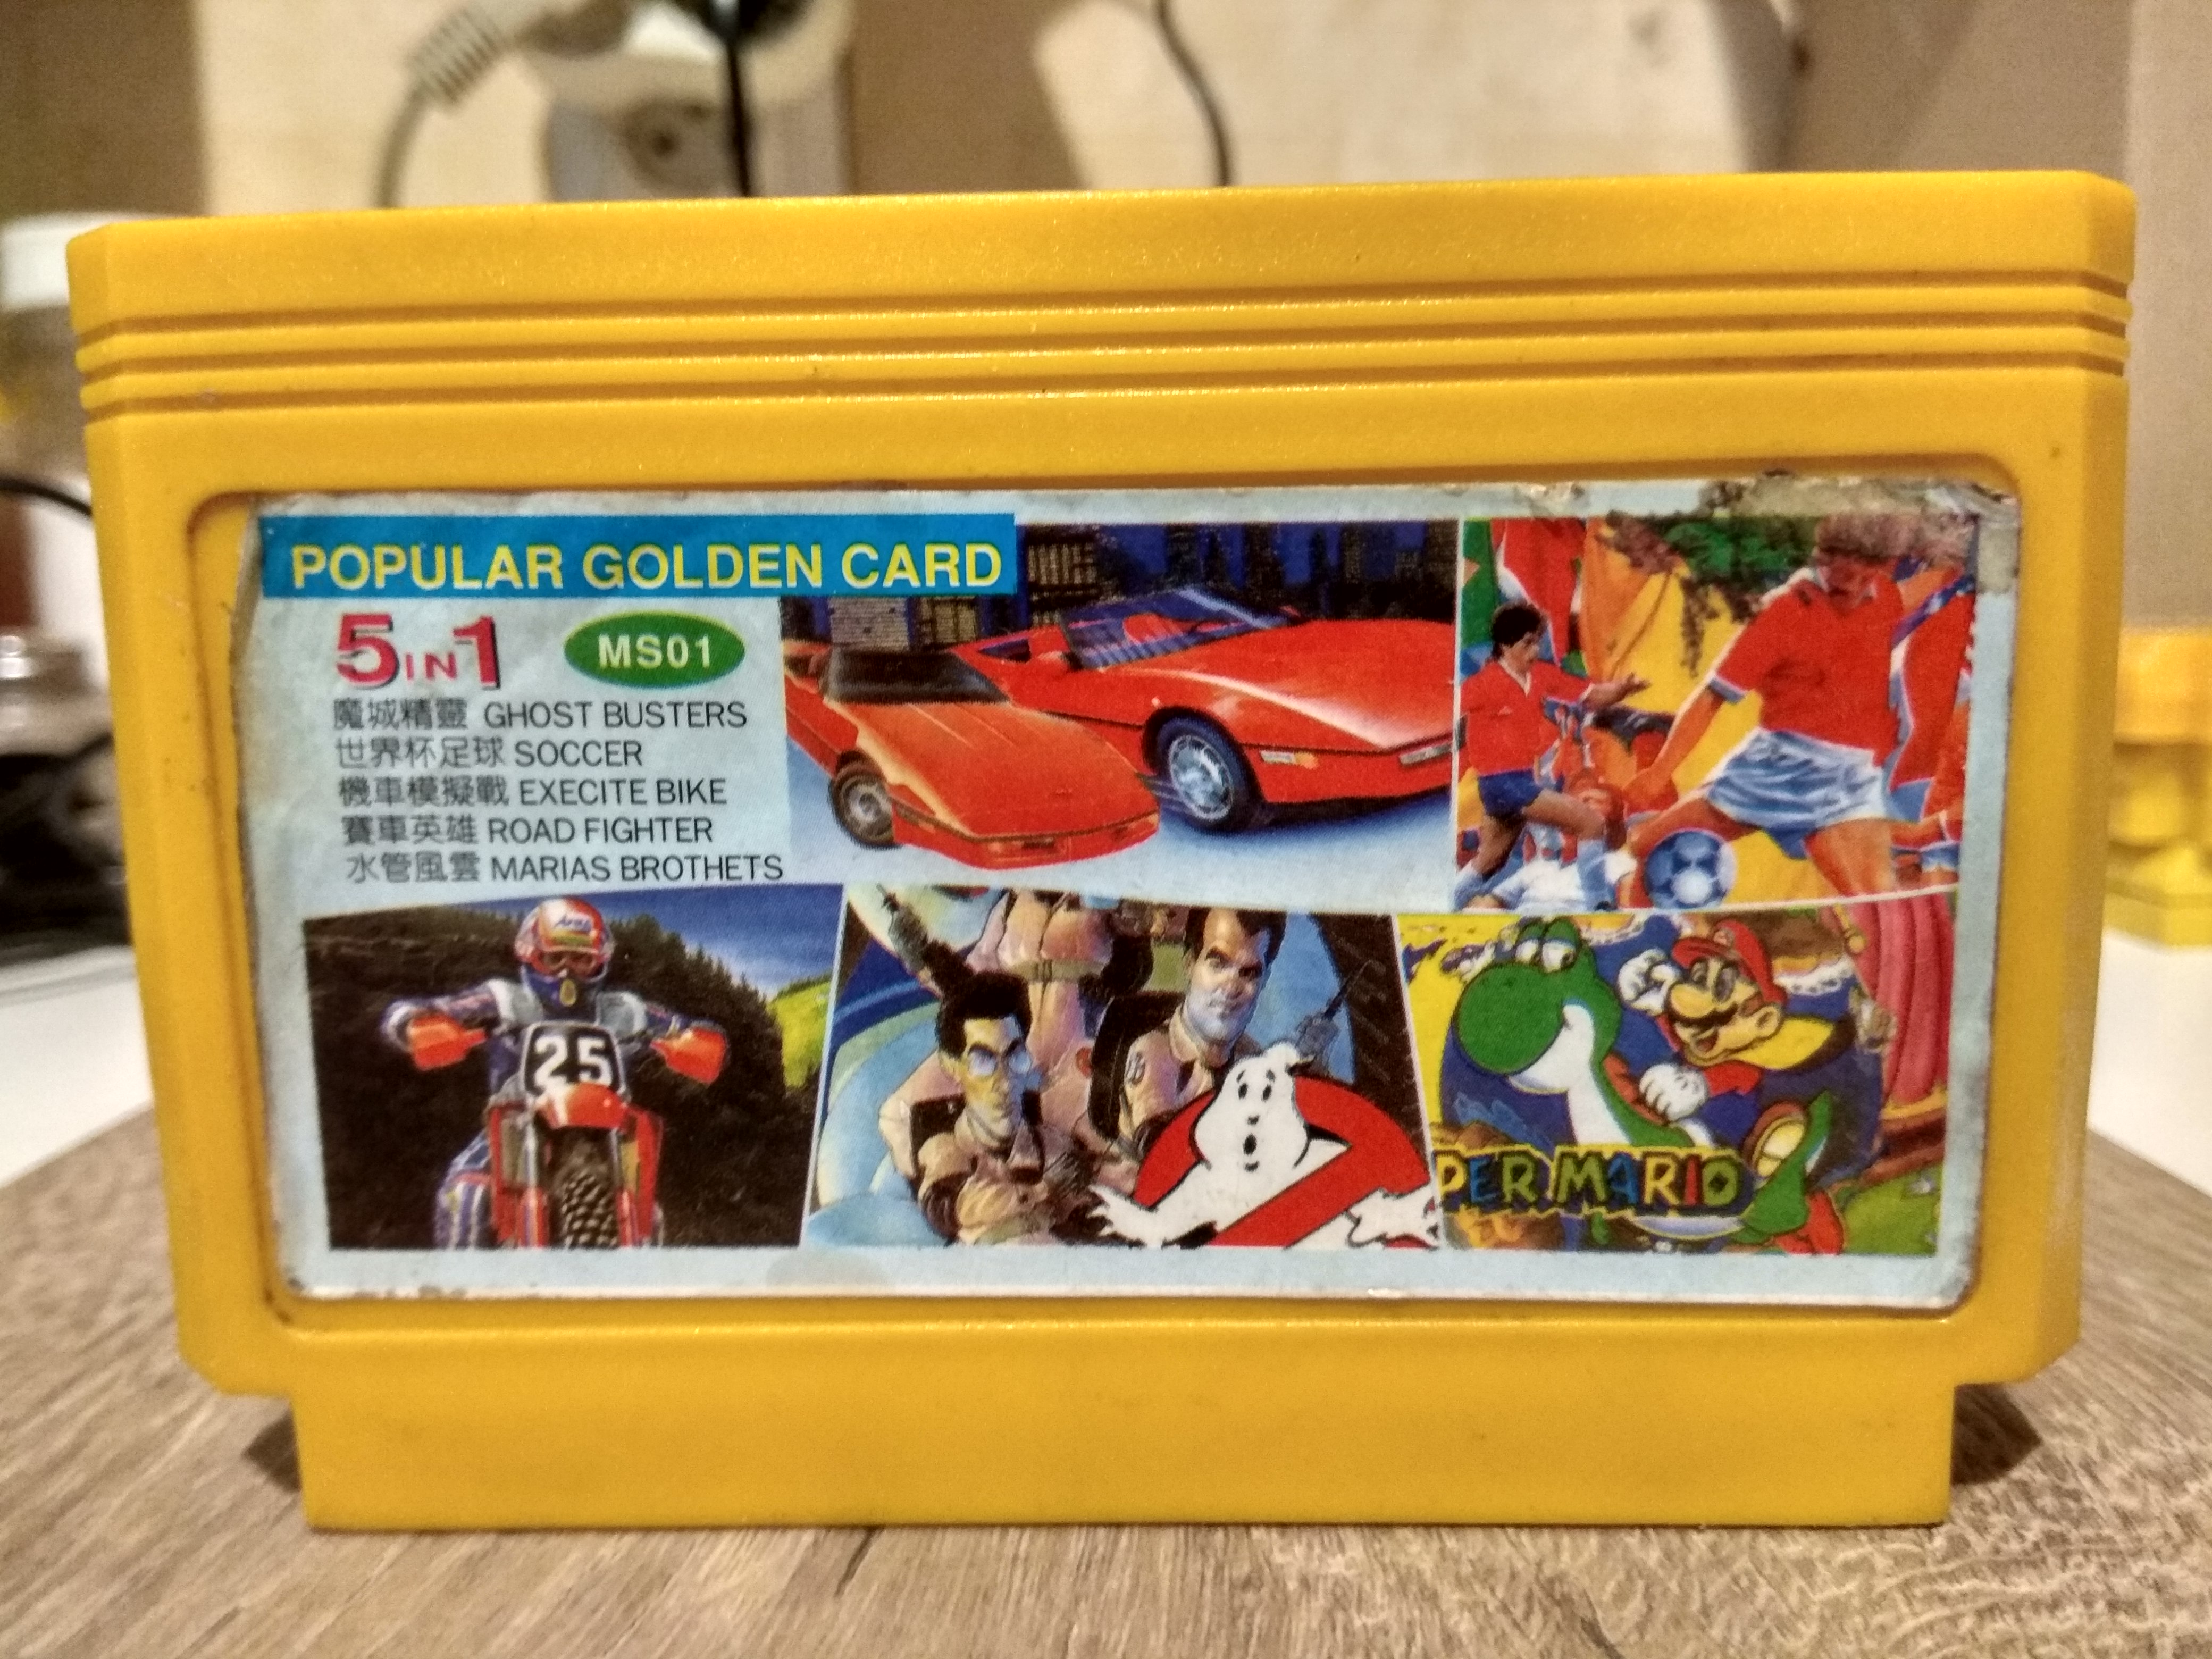 POPULAR GOLDEN CARD
5 IN 1 MS01
魔城精靈 GHOST BUSTERS
世界杯足球 SOCCER
機車模擬戰 EXECITE BIKE
賽車英雄 ROAD FIGHTER
水管風雲 MARIAS BROTHETS
25
PER MARIO